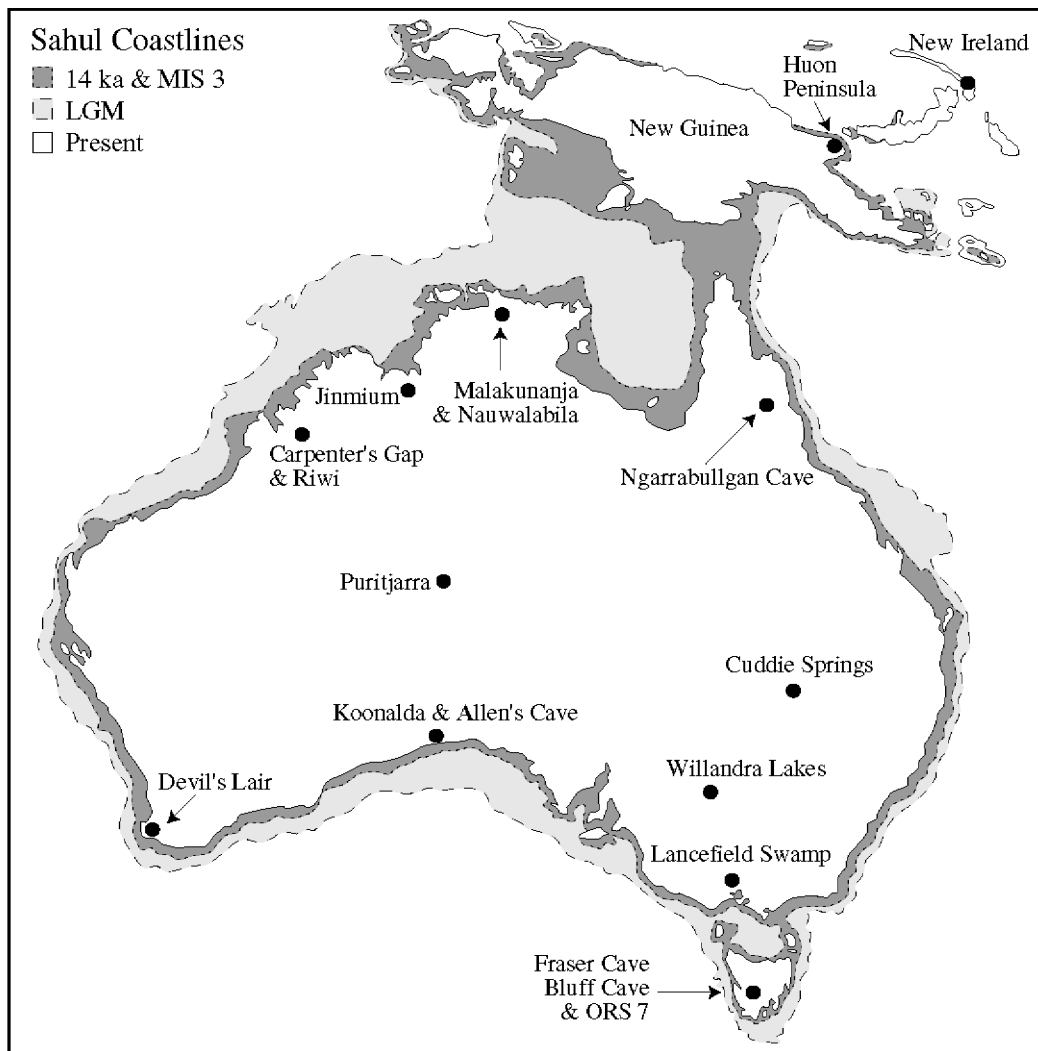 Sahul Coastlines
14 ka & MIS 3
LGM
Present
New Ireland
Huon
Peninsula
New Guinea
Jinmium
Malakunanja
& Nauwalabila
Carpenter's Gap
& Riwi
Ngarrabullgan Cave
Puritjarra
Cuddie Springs
Koonalda & Allen's Cave
Willandra Lakes
Devil's Lair
Lancefield Swamp
Fraser Cave
Bluff Cave
& ORS 7